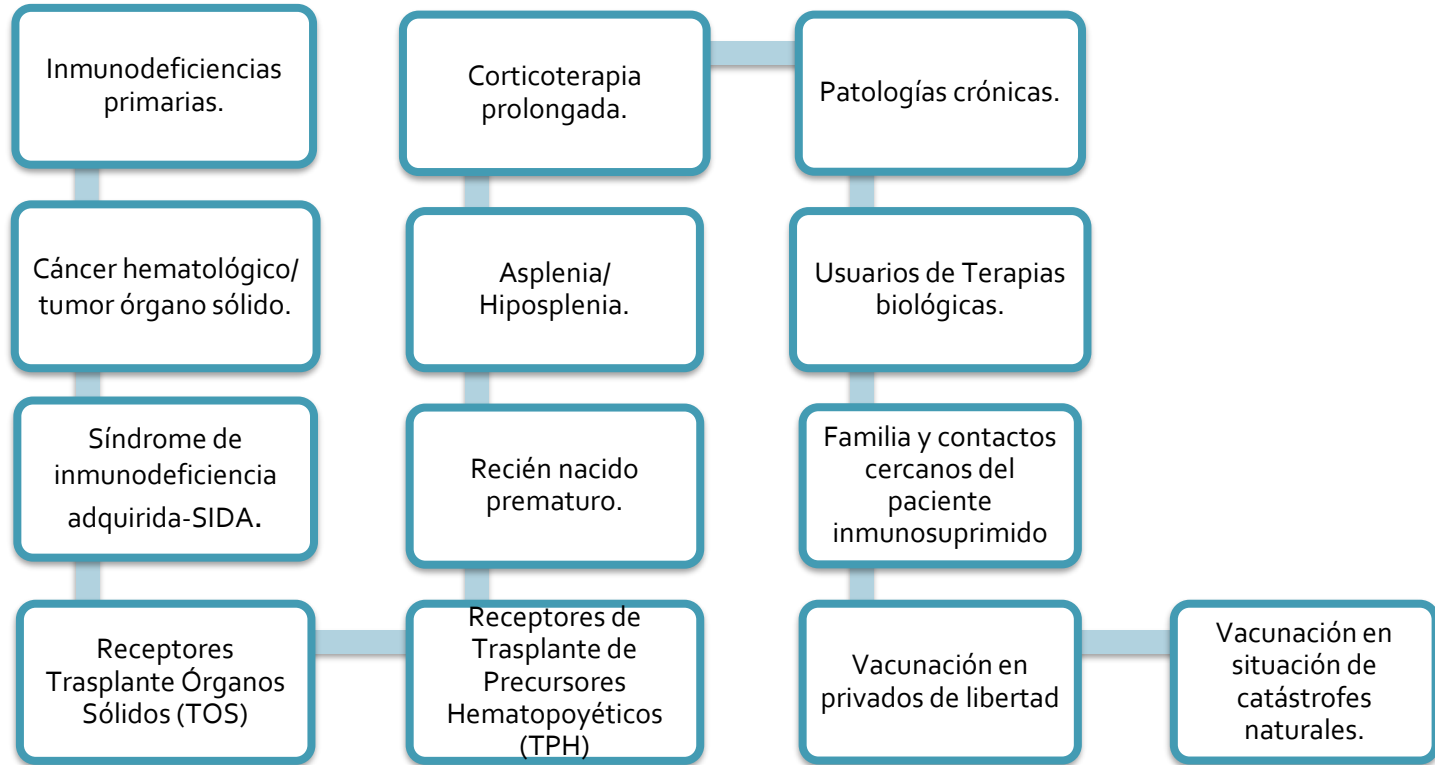 Inmunodeficiencias
primarias.
Cáncer hematológico/
tumor órgano sólido.
Síndrome de
inmunodeficiencia
adquirida-SIDA.
Receptores
Trasplante Órganos
Sólidos (TOS)
Receptores de
Trasplante de
Precursores
Hematopoyéticos
(TPH)
Recién nacido
prematuro.
Asplenia/
Hiposplenia.
Corticoterapia
prolongada.
Patologías crónicas.
Usuarios de Terapias
biológicas.
Familia y contactos
cercanos del
paciente
inmunosuprimido
Vacunación en
privados de libertad
Vacunación en
situación de
catástrofes
naturales.